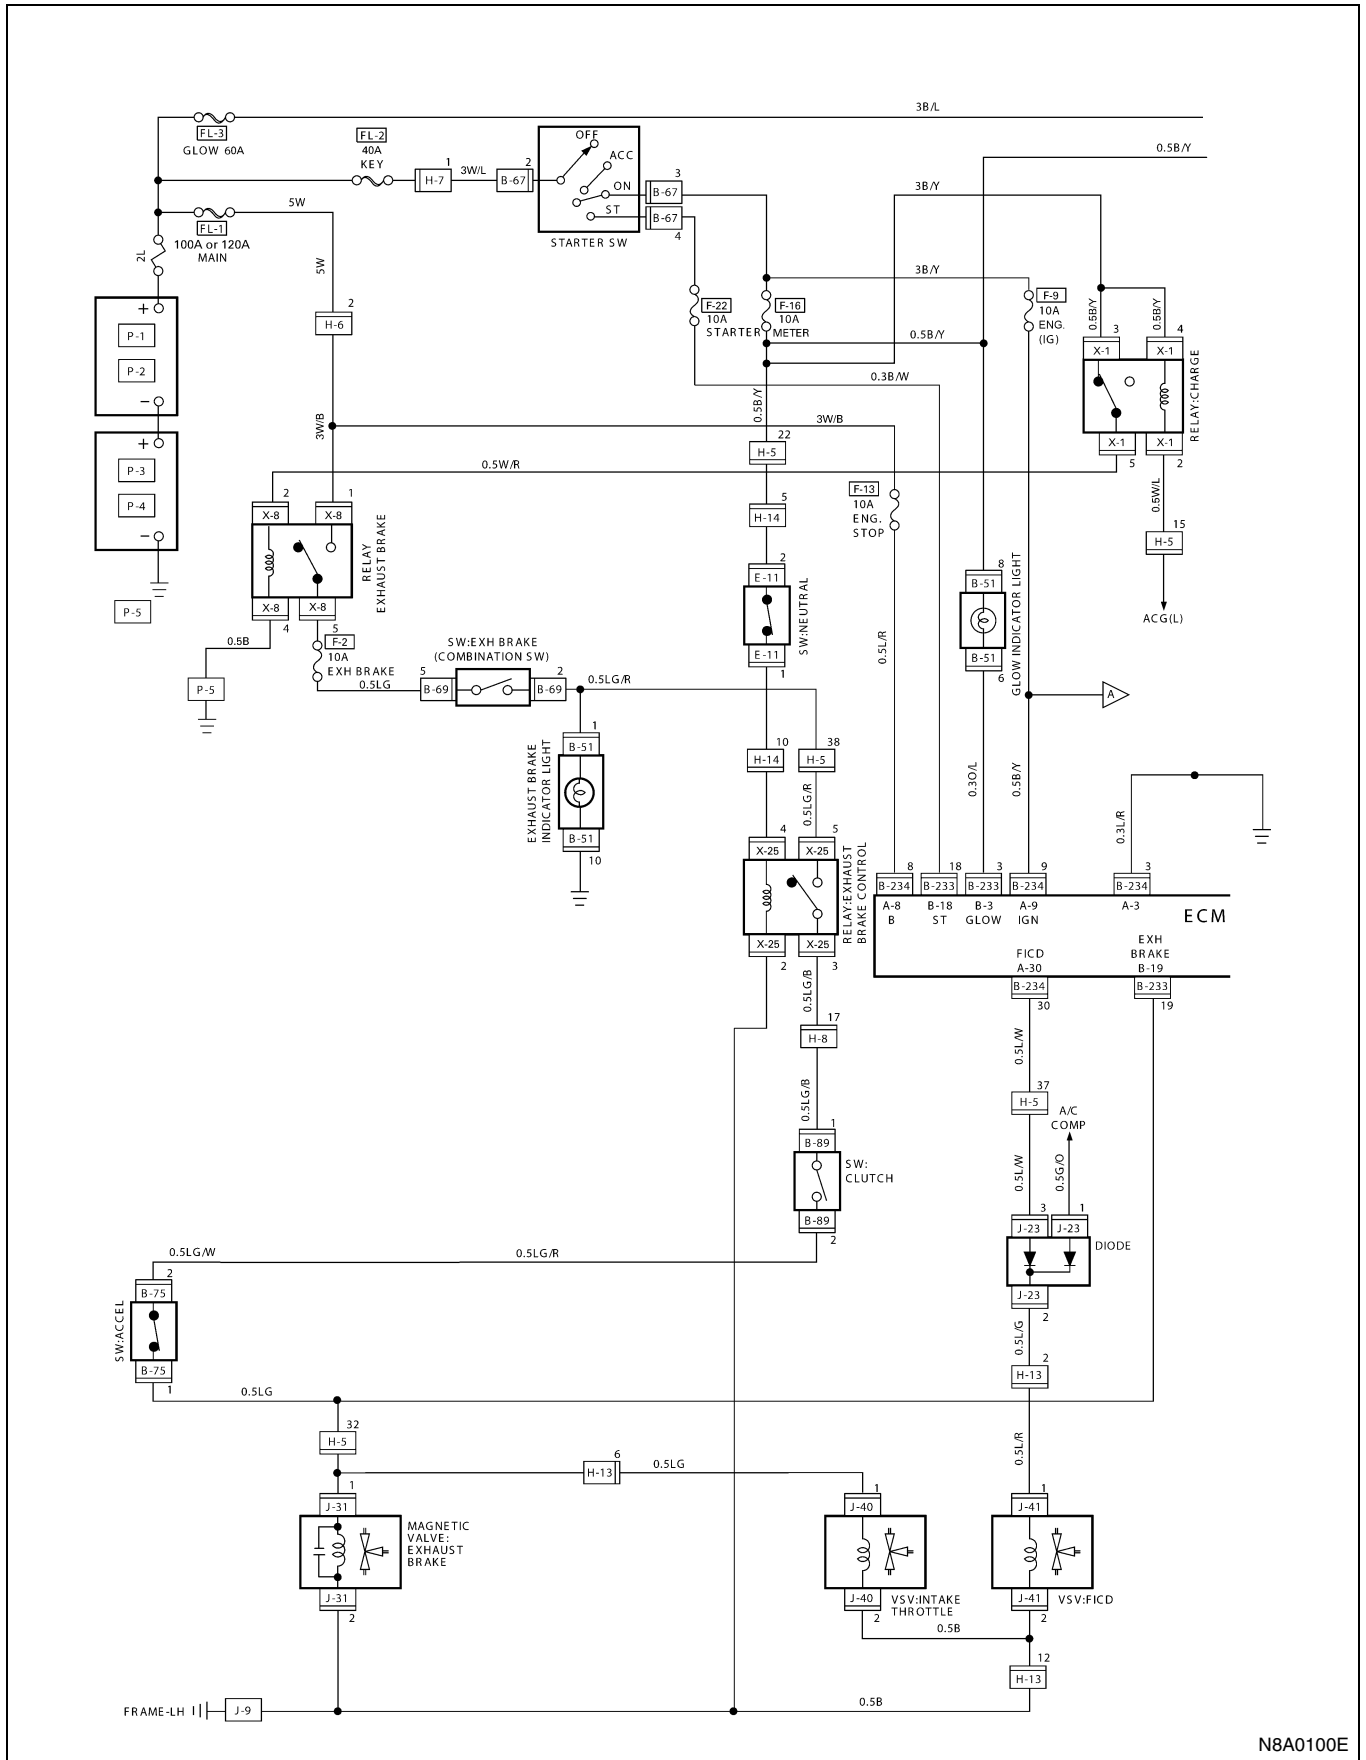 3B/L
FL-3
GLOW 60A
FL-2
40A
KEY
1
H-7
3W/L
2
B-67
OFF
ACC
ON
ST
STARTER SW
3
B-67
B-67
4
0.5B/Y
3B/Y
5W
FL-1
100A or 120A
MAIN
2L
5W
2
H-6
3W/B
+
P-1
P-2
−
+
P-3
P-4
−
P-5
F-22
10A
STARTER
F-16
10A
METER
3B/Y
F-9
10A
ENG.
(IG)
0.5B/Y
0.3B/W
0.5B/Y
3W/B
22
H-5
0.5B/Y
0.5B/Y
3
4
X-1
X-1
RELAY:CHARGE
X-1
X-1
5
2
0.5W/L
15
H-5
ACG(L)
0.5W/R
2
1
X-8
X-8
RELAY
EXHAUST BRAKE
X-8
X-8
4
5
0.5B
P-5
F-2
10A
EXH BRAKE
0.5LG
SW:EXH BRAKE
(COMBINATION SW)
5
B-69
2
B-69
0.5LG/R
1
B-51
EXHAUST BRAKE
INDICATOR LIGHT
B-51
10
5
H-14
2
E-11
SW:NEUTRAL
E-11
1
F-13
10A
ENG.
STOP
0.5L/R
8
B-51
GLOW INDICATOR LIGHT
B-51
6
A
0.3O/L
0.5B/Y
0.3L/R
10
H-14
38
H-5
0.5LG/R
4
5
X-25
X-25
RELAY:EXHAUST
BRAKE CONTROL
X-25
X-25
2
3
8
B-234
18
B-233
3
B-233
9
B-234
3
B-234
A-8
B
B-18
ST
B-3
GLOW
A-9
IGN
A-3
ECM
FICD
A-30
EXH
BRAKE
B-19
B-234
30
B-233
19
0.5LG/B
17
H-8
0.5LG/B
1
B-89
SW:
CLUTCH
B-89
2
0.5L/W
37
H-5
A/C
COMP
0.5L/W
0.5G/O
3
1
J-23
J-23
DIODE
J-23
2
0.5L/G
2
H-13
0.5L/R
0.5LG/W
0.5LG/R
2
B-75
SW:ACCEL
B-75
1
0.5LG
32
H-5
6
H-13
0.5LG
1
J-31
MAGNETIC
VALVE:
EXHAUST
BRAKE
J-31
2
1
J-40
J-40
2
VSV:INTAKE
THROTTLE
1
J-41
J-41
2
VSV:FICD
0.5B
12
H-13
FRAME-LH
J-9
0.5B
N8A0100E